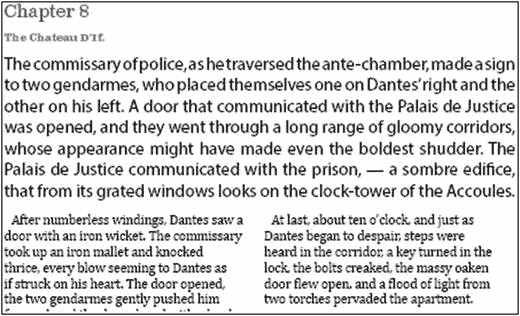 Chapter 8
The Chateau D'If.
The commissary of police, as he traversed the ante-chamber, made a sign
to two gendarmes, who placed themselves one on Dantes' right and the
other on his left. A door that communicated with the Palais de Justice
was opened, and they went through a long range of gloomy corridors,
whose appearance might have made even the boldest shudder. The
Palais de Justice communicated with the prison, — a sombre edifice,
that from its grated windows looks on the clock-tower of the Accoules.
After numberless windings, Dantes saw a
door with an iron wicket. The commissary
took up an iron mallet and knocked
thrice, every blow seeming to Dantes as
if struck on his heart. The door opened,
the two gendarmes gently pushed him
At last, about ten o'clock, and just as
Dantes began to despair, steps were
heard in the corridor, a key turned in the
lock, the bolts creaked, the massy oaken
door flew open, and a flood of light from
two torches pervaded the apartment.